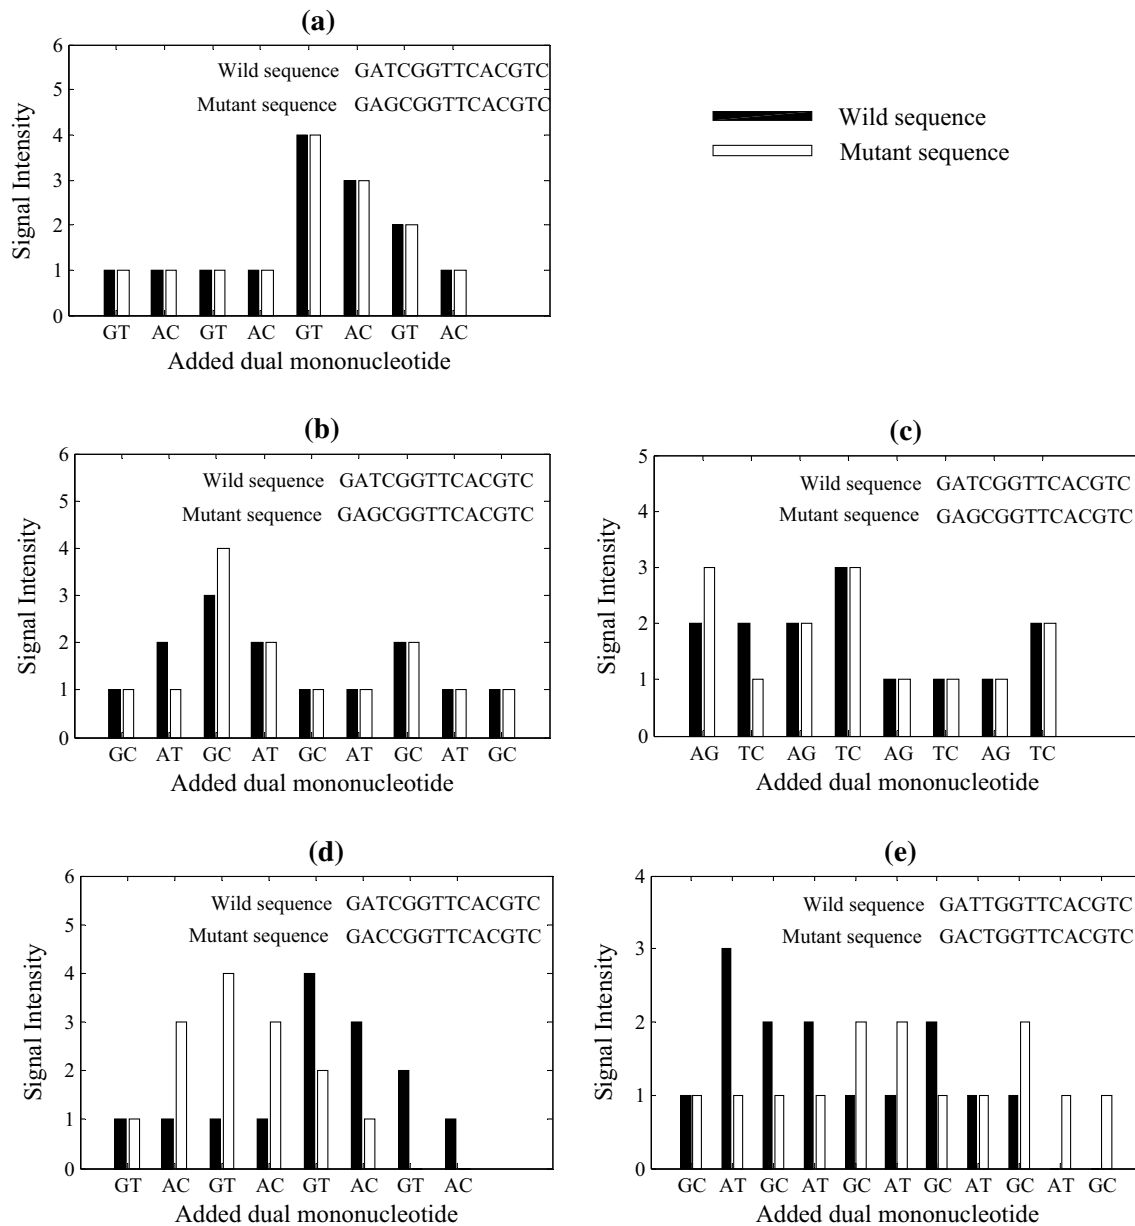 (a)
6
5
4
3
2
1
0
Signal Intensity
Wild sequence GATCGGTTCACGTC
Mutant sequence GAGCGGTTCACGTC
GT AC GT AC GT AC GT AC
Added dual mononucleotide
Wild sequence
Mutant sequence
(b)
6
5
4
3
2
1
0
Signal Intensity
Wild sequence GATCGGTTCACGTC
Mutant sequence GAGCGGTTCACGTC
GC AT GC AT GC AT GC AT GC
Added dual mononucleotide
(c)
5
4
3
2
1
0
Signal Intensity
Wild sequence GATCGGTTCACGTC
Mutant sequence GAGCGGTTCACGTC
AG TC AG TC AG TC AG TC
Added dual mononucleotide
(d)
6
5
4
3
2
1
0
Signal Intensity
Wild sequence GATCGGTTCACGTC
Mutant sequence GACCGGTTCACGTC
GT AC GT AC GT AC GT AC
Added dual mononucleotide
(e)
4
3
2
1
0
Signal Intensity
Wild sequence GATTGGTTCACGTC
Mutant sequence GACTGGTTCACGTC
GC AT GC AT GC AT GC AT GC AT GC
Added dual mononucleotide